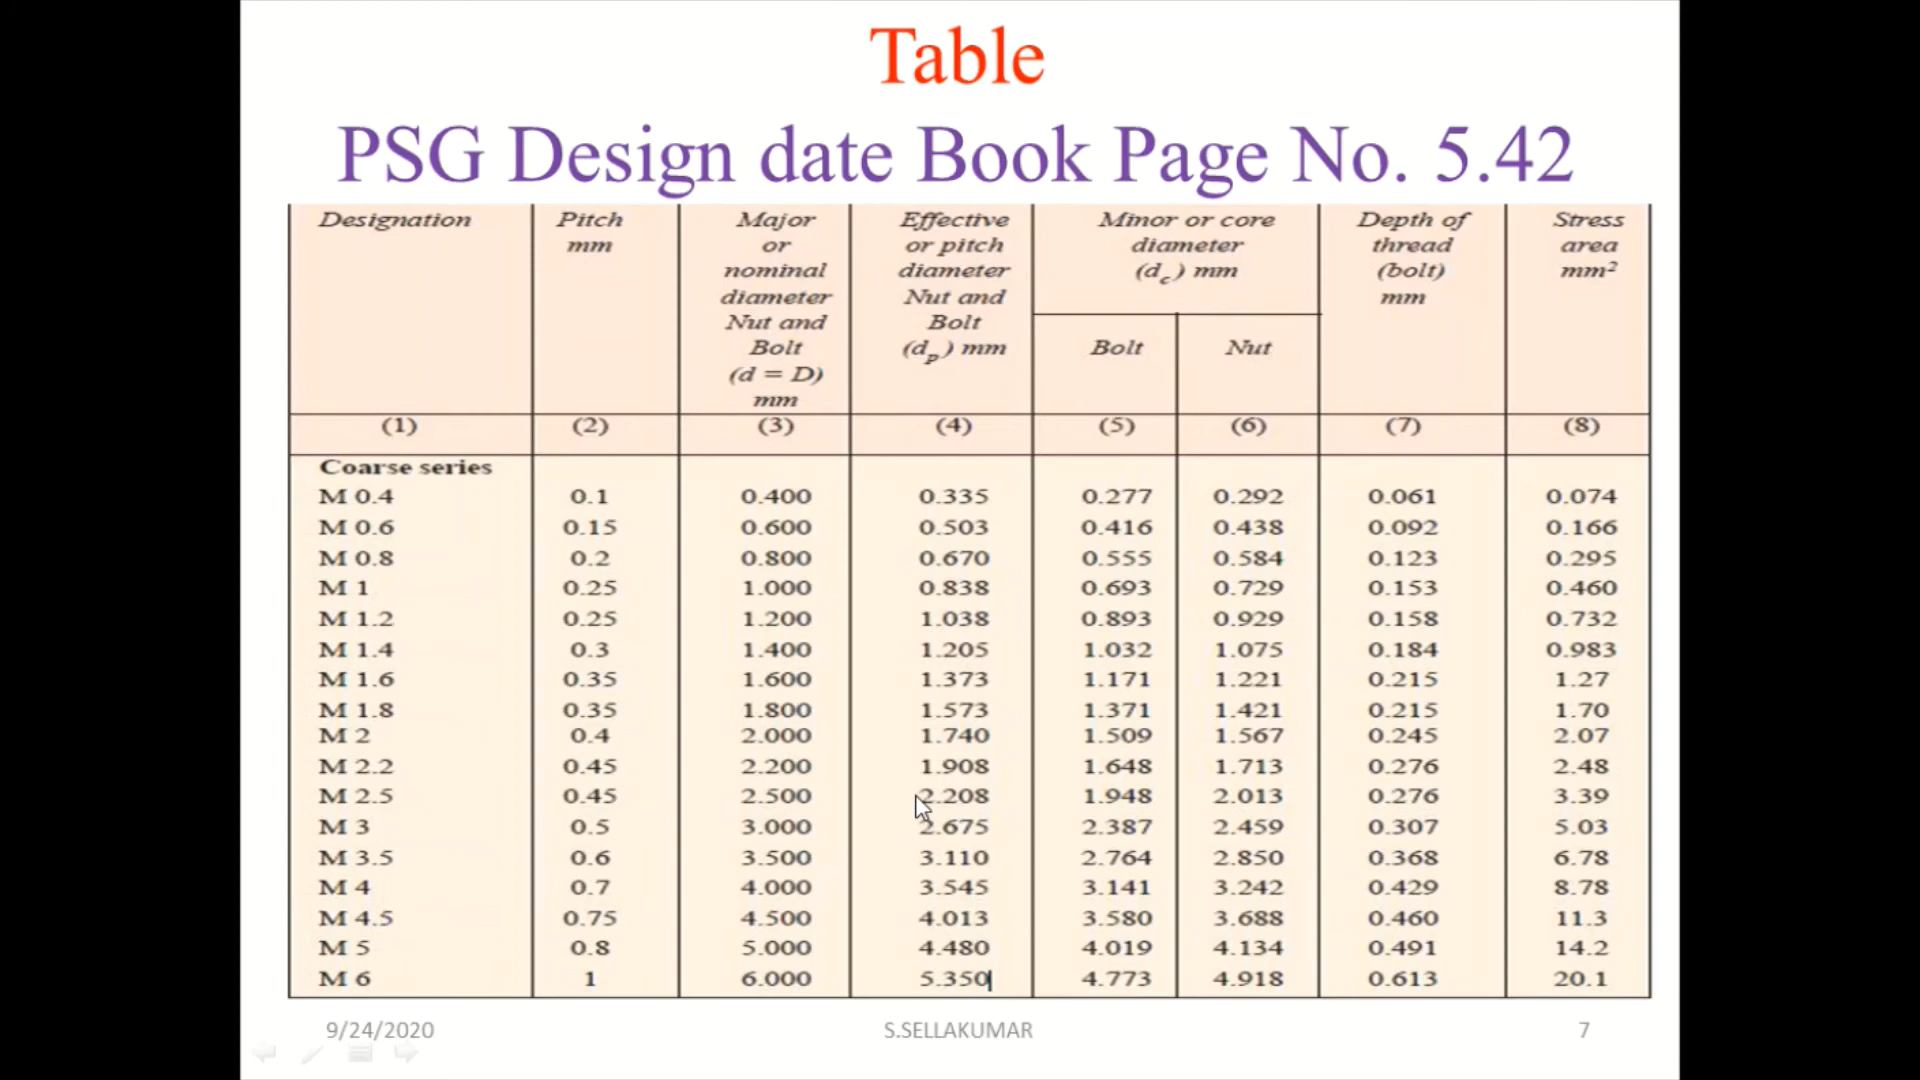 Table
PSG Design date Book Page No. 5.42
Designation Pitch mm Major or nominal diameter Nut and Bolt (d = D) mm Effective or pitch diameter Nut and Bolt (dp) mm Minor or core diameter (dc) mm Depth of thread (bolt) mm Stress area mm²
Bolt Nut
(1) (2) (3) (4) (5) (6) (7) (8)
Coarse series
M 0.4 0.1 0.400 0.335 0.277 0.292 0.061 0.074
M 0.6 0.15 0.600 0.503 0.416 0.438 0.092 0.166
M 0.8 0.2 0.800 0.670 0.555 0.584 0.123 0.295
M 1 0.25 1.000 0.838 0.693 0.729 0.153 0.460
M 1.2 0.25 1.200 1.038 0.893 0.929 0.158 0.732
M 1.4 0.3 1.400 1.205 1.032 1.075 0.184 0.983
M 1.6 0.35 1.600 1.373 1.171 1.221 0.215 1.27
M 1.8 0.35 1.800 1.573 1.371 1.421 0.215 1.70
M 2 0.4 2.000 1.740 1.509 1.567 0.245 2.07
M 2.2 0.45 2.200 1.908 1.648 1.713 0.276 2.48
M 2.5 0.45 2.500 2.208 1.948 2.013 0.276 3.39
M 3 0.5 3.000 2.675 2.387 2.459 0.307 5.03
M 3.5 0.6 3.500 3.110 2.764 2.850 0.368 6.78
M 4 0.7 4.000 3.545 3.141 3.242 0.429 8.78
M 4.5 0.75 4.500 4.013 3.580 3.688 0.460 11.3
M 5 0.8 5.000 4.480 4.019 4.134 0.491 14.2
M 6 1 6.000 5.350 4.773 4.918 0.613 20.1
9/24/2020 S.SELLAKUMAR 7